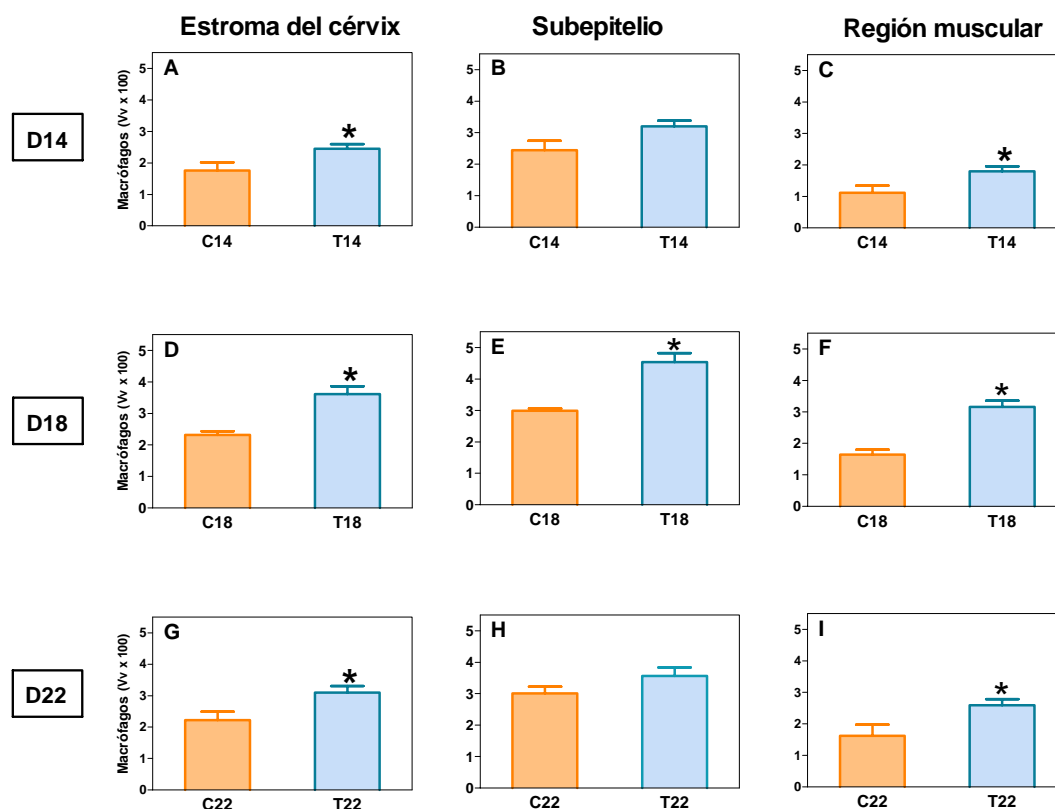 Estroma del cérvix
Subepitelio
Región muscular
D14
Macrófagos (Vv x 100)
A
5
4
3
2
1
0
*
C14
T14
B
5
4
3
2
1
0
C14
T14
C
5
4
3
2
1
0
*
C14
T14
D18
Macrófagos (Vv x 100)
D
5
4
3
2
1
0
*
C18
T18
E
5
4
3
2
1
0
*
C18
T18
F
5
4
3
2
1
0
*
C18
T18
D22
Macrófagos (Vv x 100)
G
5
4
3
2
1
0
*
C22
T22
H
5
4
3
2
1
0
C22
T22
I
5
4
3
2
1
0
*
C22
T22